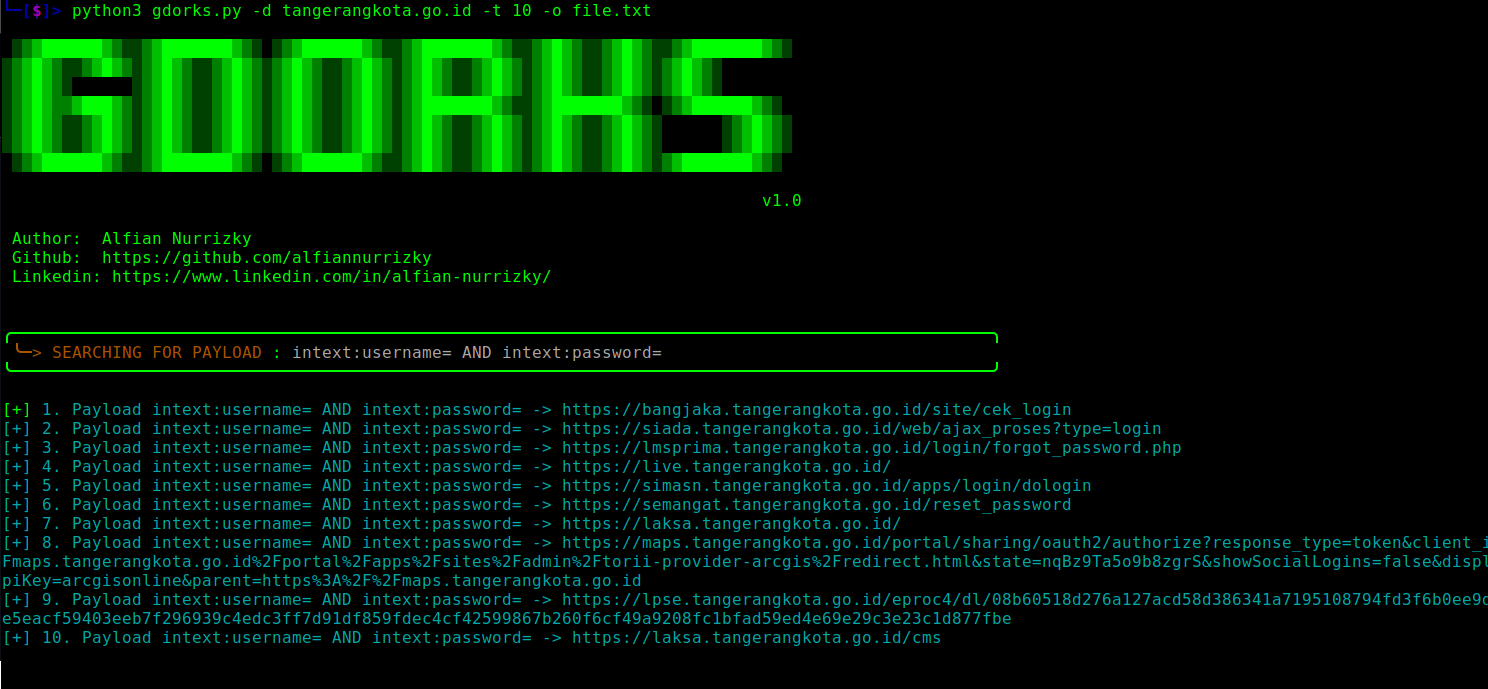 └─[$]> python3 gdorks.py -d tangerangkota.go.id -t 10 -o file.txt
GDORKS
v1.0
Author:  Alfian Nurrizky
Github:  https://github.com/alfiannurrizky
Linkedin: https://www.linkedin.com/in/alfian-nurrizky/
╰─> SEARCHING FOR PAYLOAD : intext:username= AND intext:password=
[+] 1. Payload intext:username= AND intext:password= -> https://bangjaka.tangerangkota.go.id/site/cek_login
[+] 2. Payload intext:username= AND intext:password= -> https://siada.tangerangkota.go.id/web/ajax_proses?type=login
[+] 3. Payload intext:username= AND intext:password= -> https://lmsprima.tangerangkota.go.id/login/forgot_password.php
[+] 4. Payload intext:username= AND intext:password= -> https://live.tangerangkota.go.id/
[+] 5. Payload intext:username= AND intext:password= -> https://simasn.tangerangkota.go.id/apps/login/dologin
[+] 6. Payload intext:username= AND intext:password= -> https://semangat.tangerangkota.go.id/reset_password
[+] 7. Payload intext:username= AND intext:password= -> https://laksa.tangerangkota.go.id/
[+] 8. Payload intext:username= AND intext:password= -> https://maps.tangerangkota.go.id/portal/sharing/oauth2/authorize?response_type=token&client_i
Fmaps.tangerangkota.go.id%2Fportal%2Fapps%2Fsites%2Fadmin%2Ftorii-provider-arcgis%2Fredirect.html&state=nqBz9Ta5o9b8zgrS&showSocialLogins=false&displ
piKey=arcgisonline&parent=https%3A%2F%2Fmaps.tangerangkota.go.id
[+] 9. Payload intext:username= AND intext:password= -> https://lpse.tangerangkota.go.id/eproc4/dl/08b60518d276a127acd58d386341a7195108794fd3f6b0ee9d
e5eacf59403eeb7f296939c4edc3ff7d91df859fdec4cf42599867b260f6cf49a9208fc1bfad59ed4e69e29c3e23c1d877fbe
[+] 10. Payload intext:username= AND intext:password= -> https://laksa.tangerangkota.go.id/cms